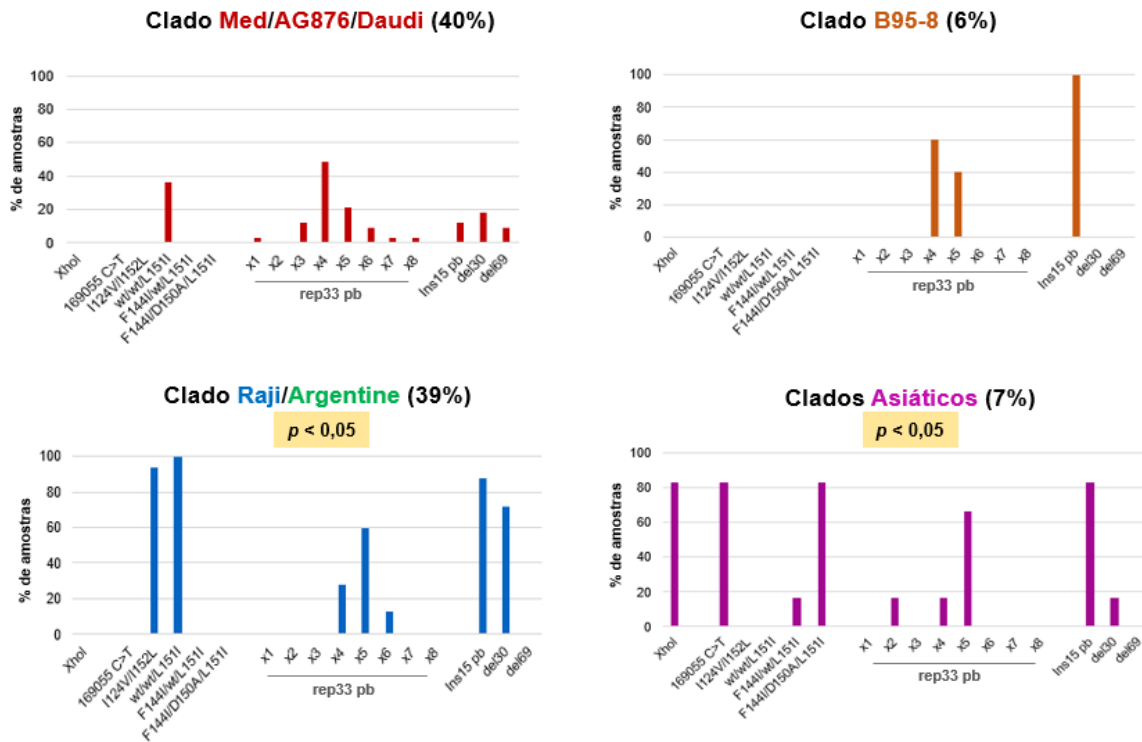 Clado Med/AG876/Daudi (40%)
% de amostras
100
80
60
40
20
0
XhoI
169055 C>T
I124V/I152L
wt/wt/L151I
F144I/wt/L151I
F144I/D150A/L151I
x1
x2
x3
x4
x5
x6
x7
x8
rep33 pb
Ins15 pb
del30
del69
Clado B95-8 (6%)
% de amostras
100
80
60
40
20
0
XhoI
169055 C>T
I124V/I152L
wt/wt/L151I
F144I/wt/L151I
F144I/D150A/L151I
x1
x2
x3
x4
x5
x6
x7
x8
rep33 pb
Ins15 pb
del30
del69
Clado Raji/Argentine (39%)
p < 0,05
% de amostras
100
80
60
40
20
0
XhoI
169055 C>T
I124V/I152L
wt/wt/L151I
F144I/wt/L151I
F144I/D150A/L151I
x1
x2
x3
x4
x5
x6
x7
x8
rep33 pb
Ins15 pb
del30
del69
Clados Asiáticos (7%)
p < 0,05
% de amostras
100
80
60
40
20
0
XhoI
169055 C>T
I124V/I152L
wt/wt/L151I
F144I/wt/L151I
F144I/D150A/L151I
x1
x2
x3
x4
x5
x6
x7
x8
rep33 pb
Ins15 pb
del30
del69